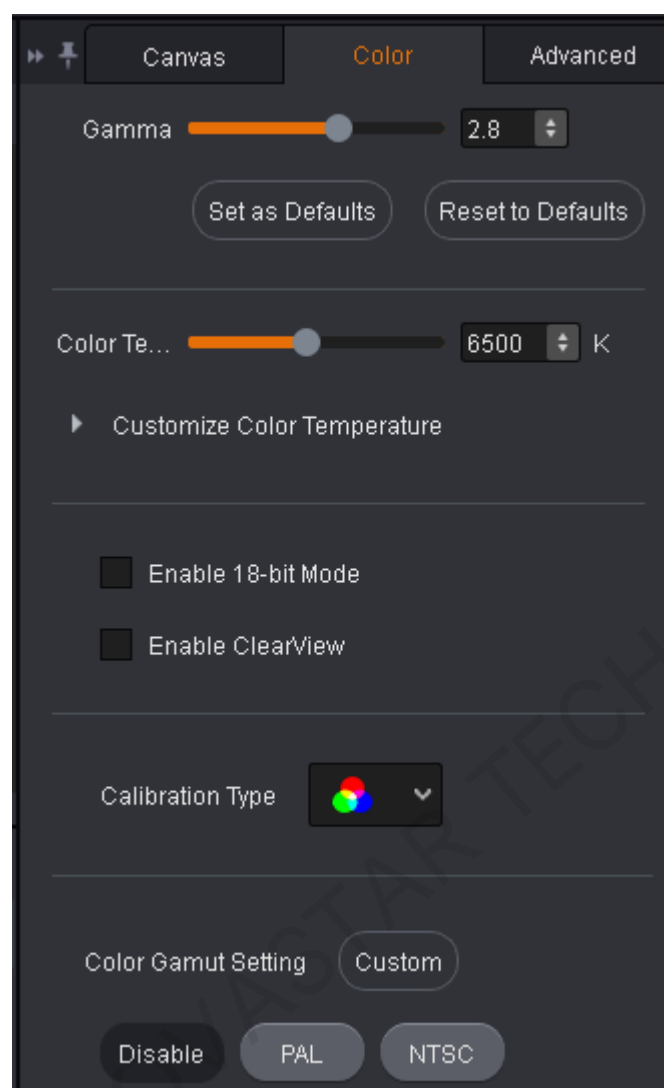 Canvas Color Advanced
Gamma 2.8
Set as Defaults Reset to Defaults
Color Te... 6500 K
Customize Color Temperature
Enable 18-bit Mode
Enable ClearView
Calibration Type
Color Gamut Setting Custom
Disable PAL NTSC